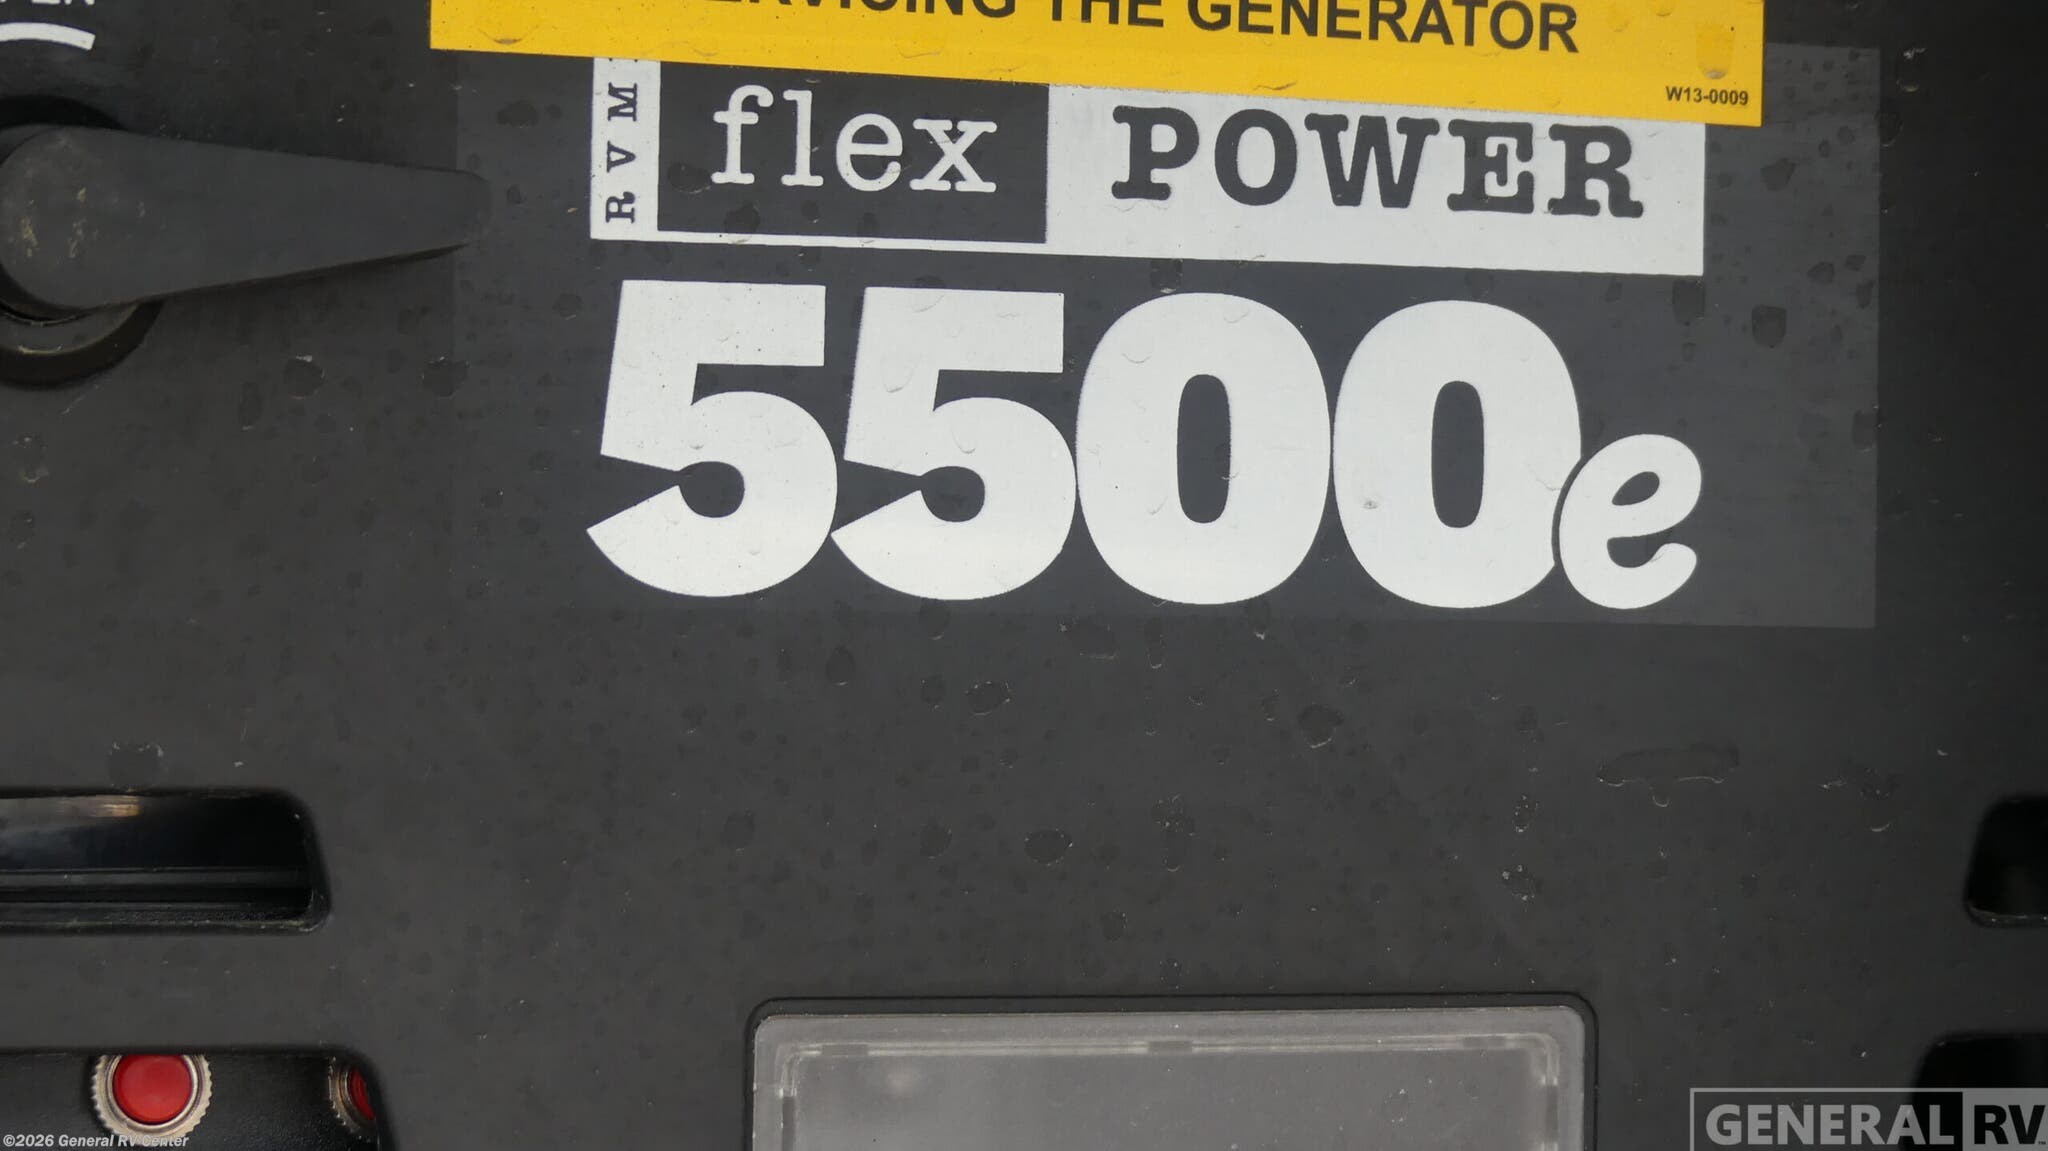 THE GENERATOR
W13-0009
RVM
flex POWER
5500e
©2026 General RV Center
GENERAL RV